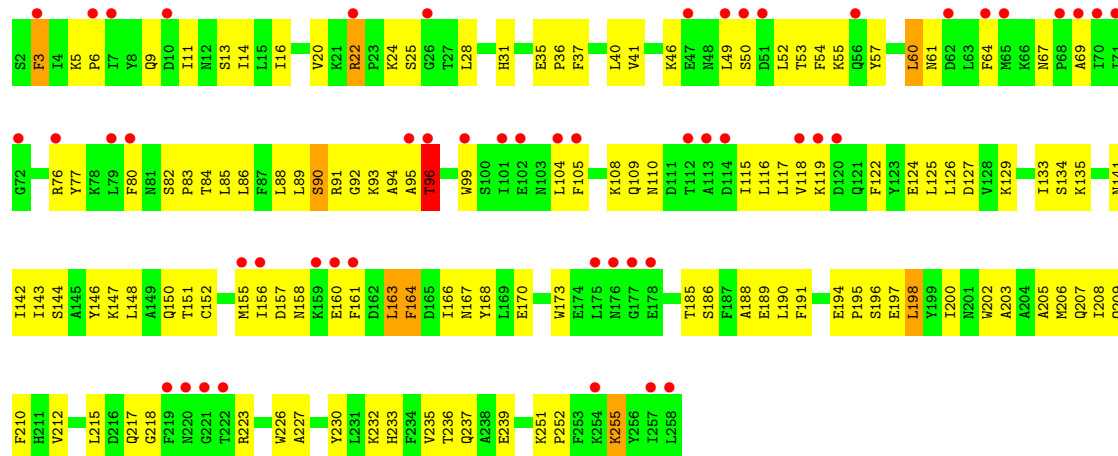 S2 F3 I4 K5 P6 I7 Y8 Q9 D10 I11 N12 S13 I14 L15 I16 V20 K21 R22 P23 K24 S25 G26 T27 L28 H31 E35 P36 F37 L40 V41 K46 E47 N48 L49 S50 D51 L52 T53 F54 K55 Q56 Y57 L60 N61 D62 L63 F64 M65 K66 N67 P68 A69 I70
G72 R76 Y77 K78 L79 F80 N81 S82 P83 T84 L85 L86 F87 L88 L89 S90 R91 G92 K93 A94 A95 T96 W99 S100 I101 E102 N103 L104 F105 K108 Q109 N110 D111 T112 A113 D114 I115 L116 L117 V118 K119 D120 Q121 F122 Y123 E124 L125 L126 D127 V128 K129 I133 S134 K135 N141
I142 I143 S144 A145 Y146 K147 L148 A149 Q150 T151 C152 M155 I156 D157 N158 K159 E160 F161 D162 L163 F164 D165 I166 N167 Y168 L169 E170 W173 E174 L175 N176 G177 E178 T185 S186 F187 A188 E189 L190 F191 E194 P195 S196 E197 L198 Y199 I200 N201 W202 A203 A204 A205 M206 Q207 I208
F210 H211 V212 L215 D216 Q217 G218 F219 N220 G221 T222 R223 W226 A227 Y230 L231 K232 H233 F234 V235 T236 Q237 A238 E239 K251 P252 F253 K254 K255 Y256 I257 L258